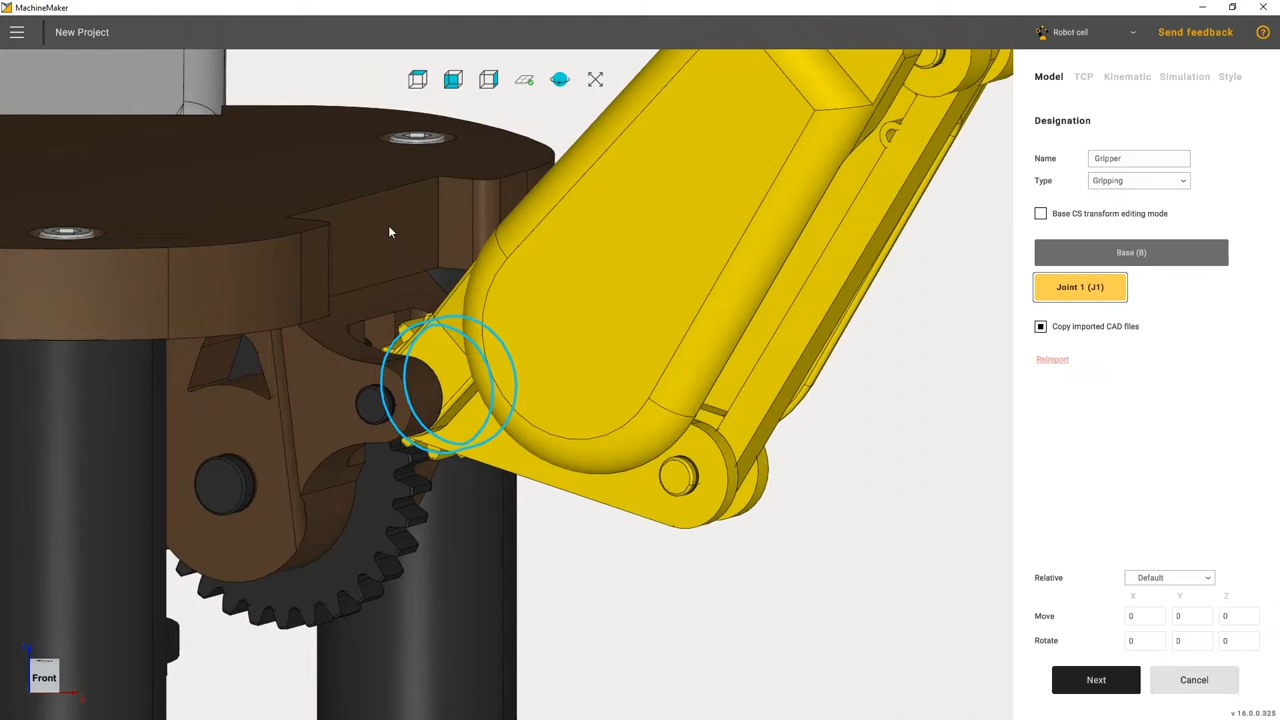 MachineMaker
New Project
Robot cell
Send feedback
?
Model TCP Kinematic Simulation Style
Designation
Name Gripper
Type Gripping
Base CS transform editing mode
Base (B)
Joint 1 (J1)
Copy imported CAD files
Reimport
Relative Default
X Y Z
Move 0 0 0
Rotate 0 0 0
Front
Next Cancel
v 16.0.0.325